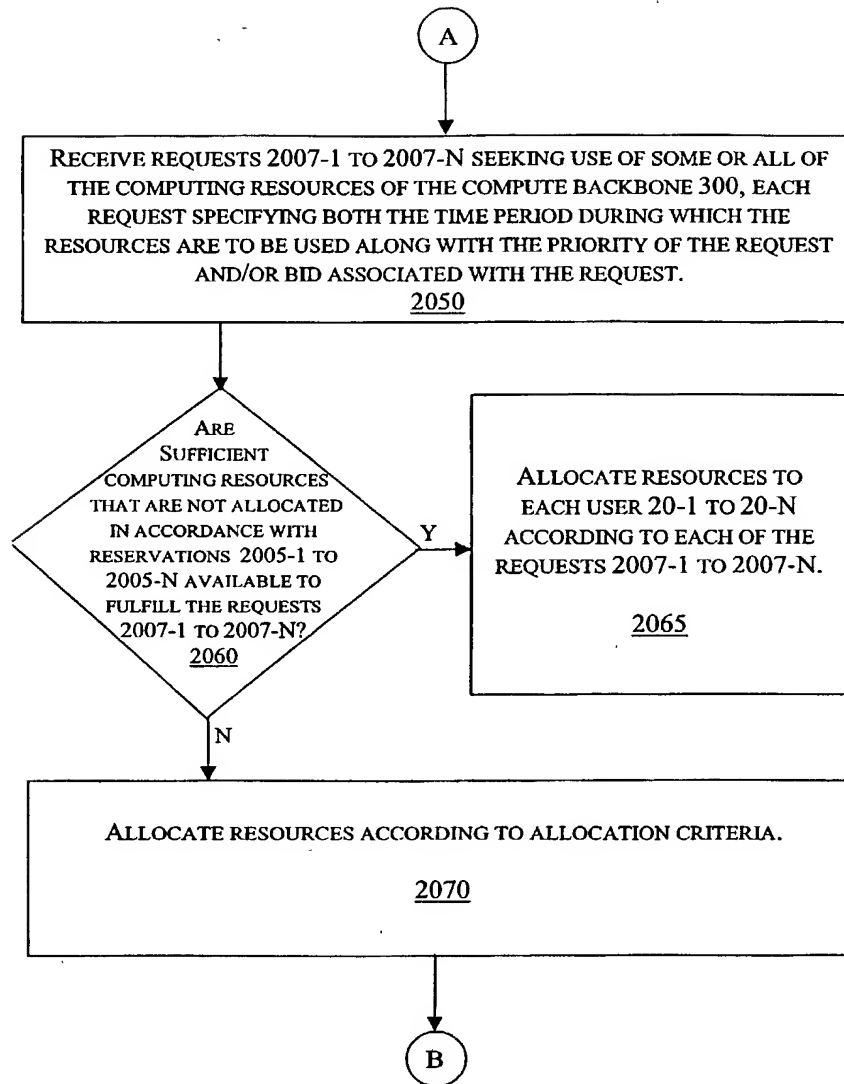 A
RECEIVE REQUESTS 2007-1 TO 2007-N SEEKING USE OF SOME OR ALL OF
THE COMPUTING RESOURCES OF THE COMPUTE BACKBONE 300, EACH
REQUEST SPECIFYING BOTH THE TIME PERIOD DURING WHICH THE
RESOURCES ARE TO BE USED ALONG WITH THE PRIORITY OF THE REQUEST
AND/OR BID ASSOCIATED WITH THE REQUEST.
2050
ARE
SUFFICIENT
COMPUTING RESOURCES
THAT ARE NOT ALLOCATED
IN ACCORDANCE WITH
RESERVATIONS 2005-1 TO
2005-N AVAILABLE TO
FULFILL THE REQUESTS
2007-1 TO 2007-N?
2060
Y
ALLOCATE RESOURCES TO
EACH USER 20-1 TO 20-N
ACCORDING TO EACH OF THE
REQUESTS 2007-1 TO 2007-N.
2065
N
ALLOCATE RESOURCES ACCORDING TO ALLOCATION CRITERIA.
2070
B